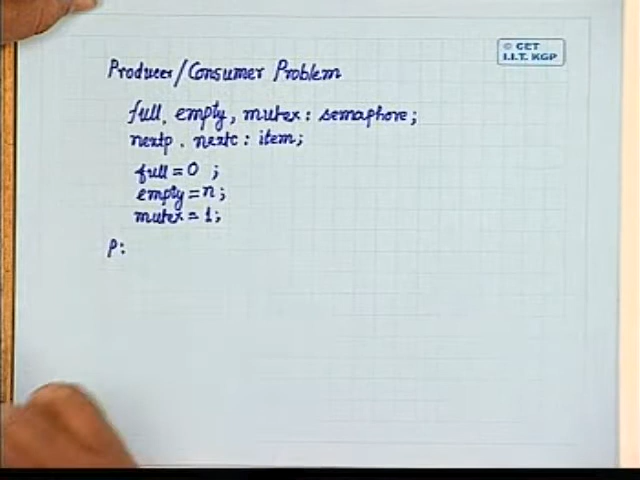 © CET
I.I.T. KGP
Producer/Consumer Problem
full, empty, mutex : semaphore;
nextp, nextc : item;
full = 0 ;
empty = n ;
mutex = 1;
P: